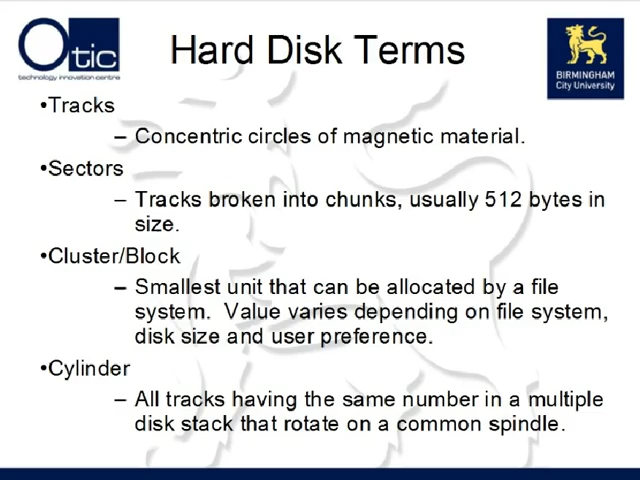 Otic
technology innovation centre
Hard Disk Terms
BIRMINGHAM
City University
•Tracks
– Concentric circles of magnetic material.
•Sectors
– Tracks broken into chunks, usually 512 bytes in
size.
•Cluster/Block
– Smallest unit that can be allocated by a file
system. Value varies depending on file system,
disk size and user preference.
•Cylinder
– All tracks having the same number in a multiple
disk stack that rotate on a common spindle.